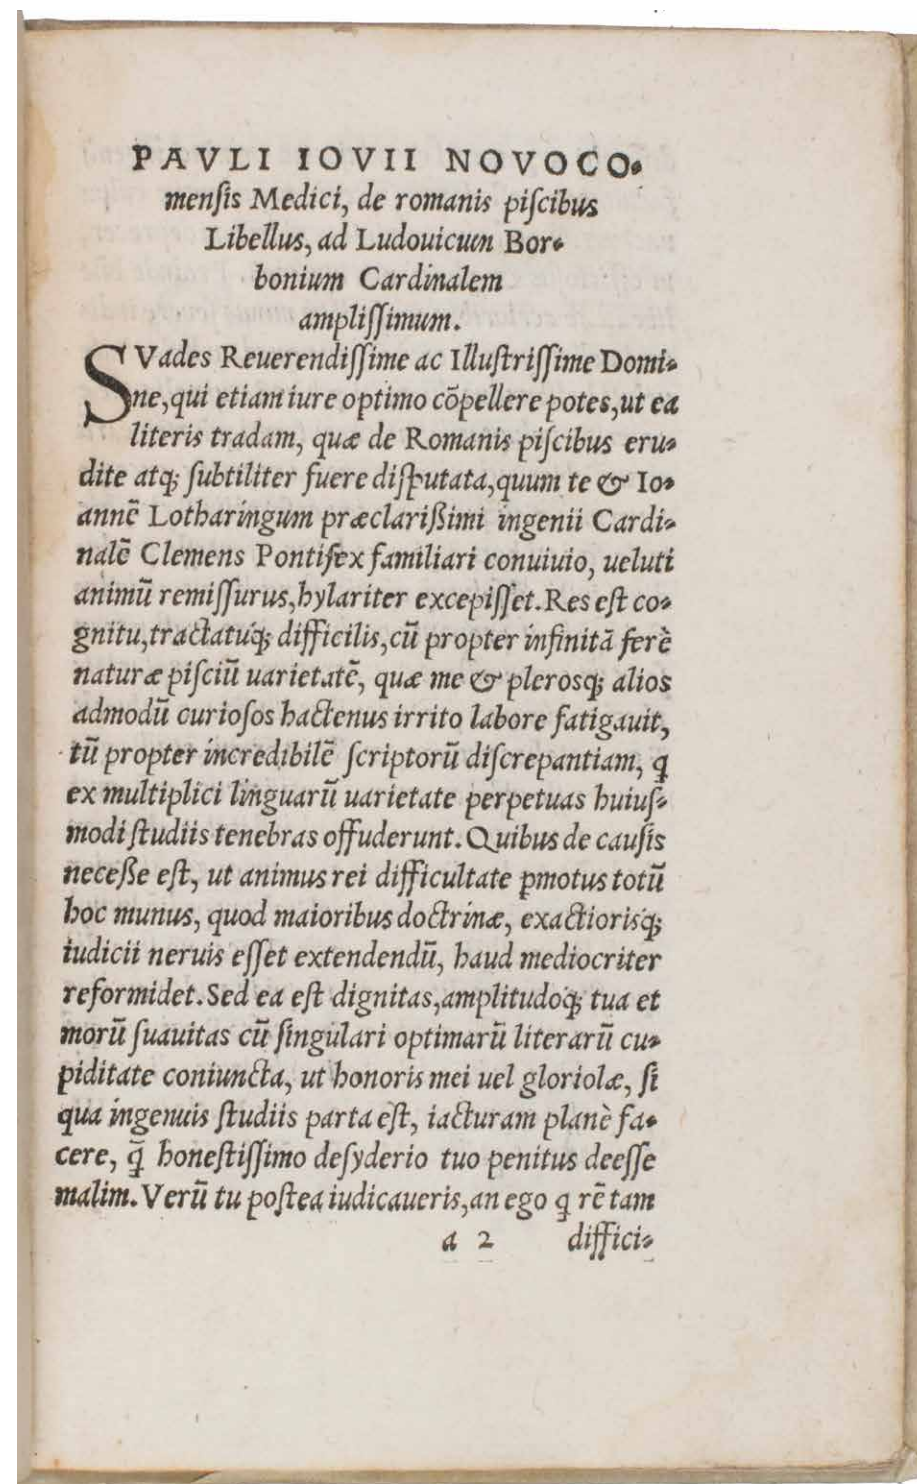 PAVLI IOVII NOVOCO-
menſis Medici, de romanis piſcibus
Libellus, ad Ludouicum Bor-
bonium Cardinalem
ampliſſimum.
SVades Reuerendiſſime ac Illuſtriſſime Domi-
ne, qui etiam iure optimo cõpellere potes, ut ea
literis tradam, quæ de Romanis piſcibus eru-
dite atq; ſubtiliter fuere diſputata, quum te & Io-
annẽ Lotharingum præclarißimi ingenii Cardi-
nalẽ Clemens Pontifex familiari conuiuio, ueluti
animũ remiſſurus, hylariter excepiſſet. Res eſt co-
gnitu, tractatuq́; difficilis, cũ propter infinitã ferè
naturæ piſciũ uarietatẽ, quæ me & plerosq; alios
admodũ curioſos hactenus irrito labore fatigauit,
tũ propter incredibilẽ ſcriptorũ diſcrepantiam, ꝗ
ex multiplici linguarũ uarietate perpetuas huiuſ-
modi ſtudiis tenebras offuderunt. Quibus de cauſis
neceße eſt, ut animus rei difficultate ꝑmotus totũ
hoc munus, quod maioribus doctrinæ, exactiorisq́;
iudicii neruis eſſet extendendũ, haud mediocriter
reformidet. Sed ea eſt dignitas, amplitudoq́; tua et
morũ ſuauitas cũ ſingulari optimarũ literarũ cu-
piditate coniuncta, ut honoris mei uel gloriolæ, ſi
qua ingenuis ſtudiis parta eſt, iacturam planè fa-
cere, q̃ honeſtiſſimo deſyderio tuo penitus deeſſe
malim. Verũ tu poſtea iudicaueris, an ego ꝗ rẽ tam
a 2 diffici-